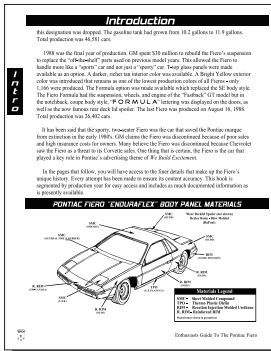 Introduction
this designation was dropped. The gasoline tank had grown from 10.2 gallons to 11.9 gallons.
Total production was 46,581 cars.
1988 was the final year of production. GM spent $30 million to rebuild the Fiero's suspension
to replace the "off-the-shelf" parts used on previous model years. This allowed the Fiero to
handle more like a "sports" car and not just a "sporty" car. T-top glass panels were made
available as an option. A darker, richer tan interior color was available. A Bright Yellow exterior
color was introduced that remains as one of the lowest production colors of all Fieros - only
1,166 were produced. The Formula option was made available which replaced the SE body style.
The Fiero Formula had the suspension, wheels, and engine of the "Fastback" GT model but in
the notchback, coupe body style, "FORMULA" lettering was displayed on the doors, as
well as the now famous rear deck lid spoiler. The last Fiero was produced on August 16, 1988.
Total production was 26,402 cars.
It has been said that the sporty, two-seater Fiero was the car that saved the Pontiac marque
from extinction in the early 1980's. GM claims the Fiero was discontinued because of poor sales
and high insurance costs for owners. Many believe the Fiero was discontinued because Chevrolet
saw the Fiero as a threat to its Corvette sales. One thing is certain, the Fiero is the car that
played a key role in Pontiac's advertising theme of We Build Excitement.
In the pages that follow, you will have access to the finer details that make up the Fiero's
unique history. Every attempt has been made to ensure its content accuracy. This book is
segmented by production year for easy access and includes as much documented information as
is presently available.
Intro
PONTIAC FIERO "ENDURAFLEX" BODY PANEL MATERIALS
Rear Decklid Spoiler (not shown)
SMC
SMC
RIM
R. RIM
TPO
R. RIM
Materials Legend
SMC - Sheet Molded Compound
TPO - Thermo Plastic Olefin
RIM - Reaction Injection Molded Urethane
R. RIM - Reinforced RIM
Enthusiasts Guide To The Pontiac Fiero